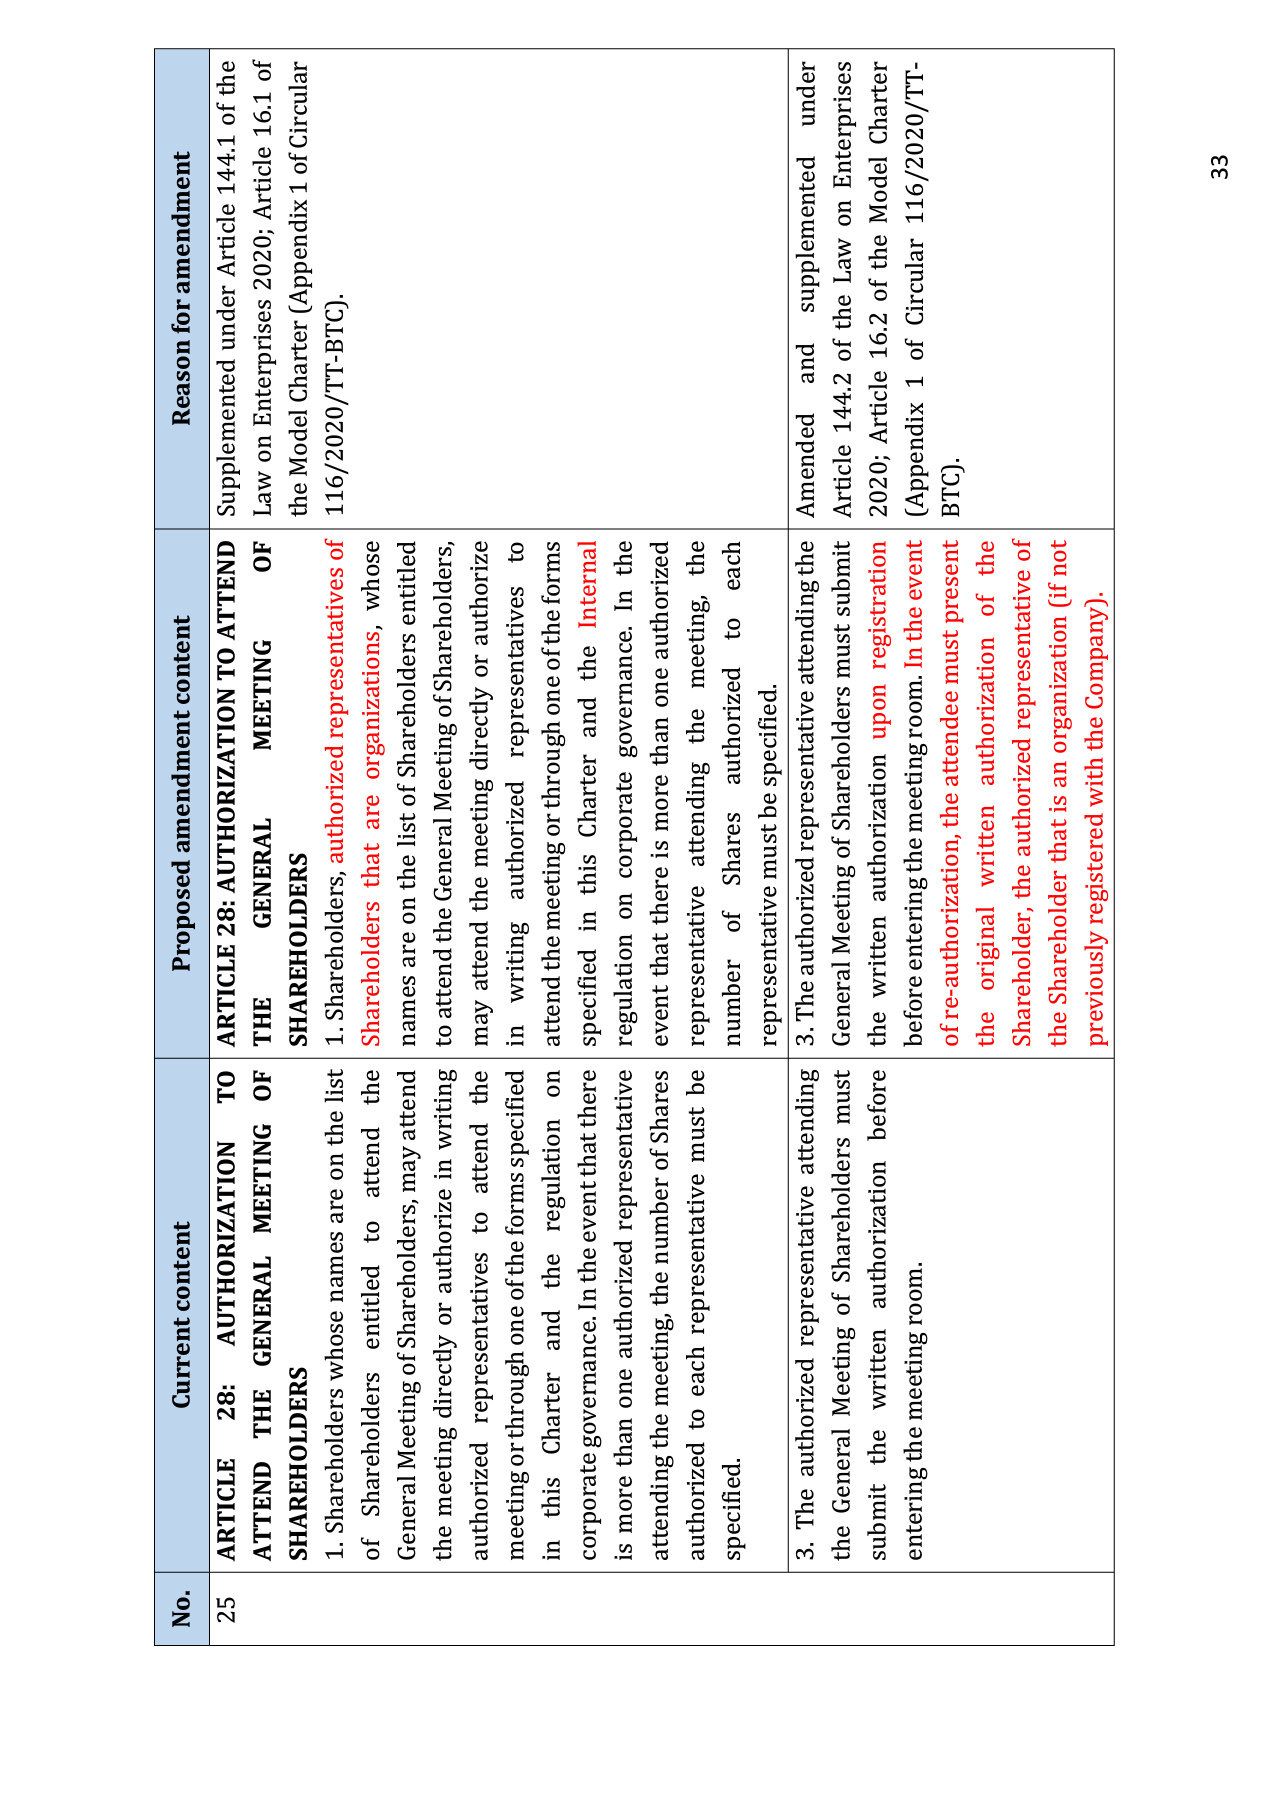 No.
Current content
Proposed amendment content
Reason for amendment
25
ARTICLE 28: AUTHORIZATION TO
ATTEND THE GENERAL MEETING OF
SHAREHOLDERS
1. Shareholders whose names are on the list
of Shareholders entitled to attend the
General Meeting of Shareholders, may attend
the meeting directly or authorize in writing
authorized representatives to attend the
meeting or through one of the forms specified
in this Charter and the regulation on
corporate governance. In the event that there
is more than one authorized representative
attending the meeting, the number of Shares
authorized to each representative must be
specified.
ARTICLE 28: AUTHORIZATION TO ATTEND
THE GENERAL MEETING OF
SHAREHOLDERS
1. Shareholders, authorized representatives of
Shareholders that are organizations, whose
names are on the list of Shareholders entitled
to attend the General Meeting of Shareholders,
may attend the meeting directly or authorize
in writing authorized representatives to
attend the meeting or through one of the forms
specified in this Charter and the Internal
regulation on corporate governance. In the
event that there is more than one authorized
representative attending the meeting, the
number of Shares authorized to each
representative must be specified.
Supplemented under Article 144.1 of the
Law on Enterprises 2020; Article 16.1 of
the Model Charter (Appendix 1 of Circular
116/2020/TT-BTC).
3. The authorized representative attending
the General Meeting of Shareholders must
submit the written authorization before
entering the meeting room.
3. The authorized representative attending the
General Meeting of Shareholders must submit
the written authorization upon registration
before entering the meeting room. In the event
of re-authorization, the attendee must present
the original written authorization of the
Shareholder, the authorized representative of
the Shareholder that is an organization (if not
previously registered with the Company).
Amended and supplemented under
Article 144.2 of the Law on Enterprises
2020; Article 16.2 of the Model Charter
(Appendix 1 of Circular 116/2020/TT-
BTC).
33